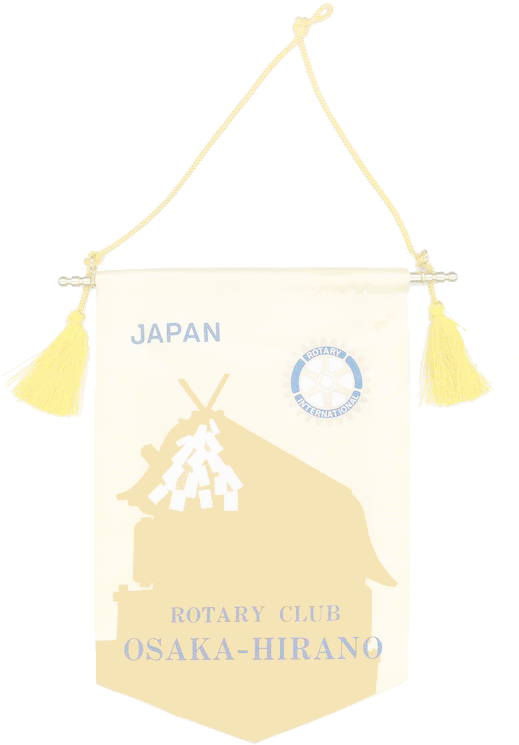 JAPAN
ROTARY
INTERNATIONAL
ROTARY CLUB
OSAKA-HIRANO